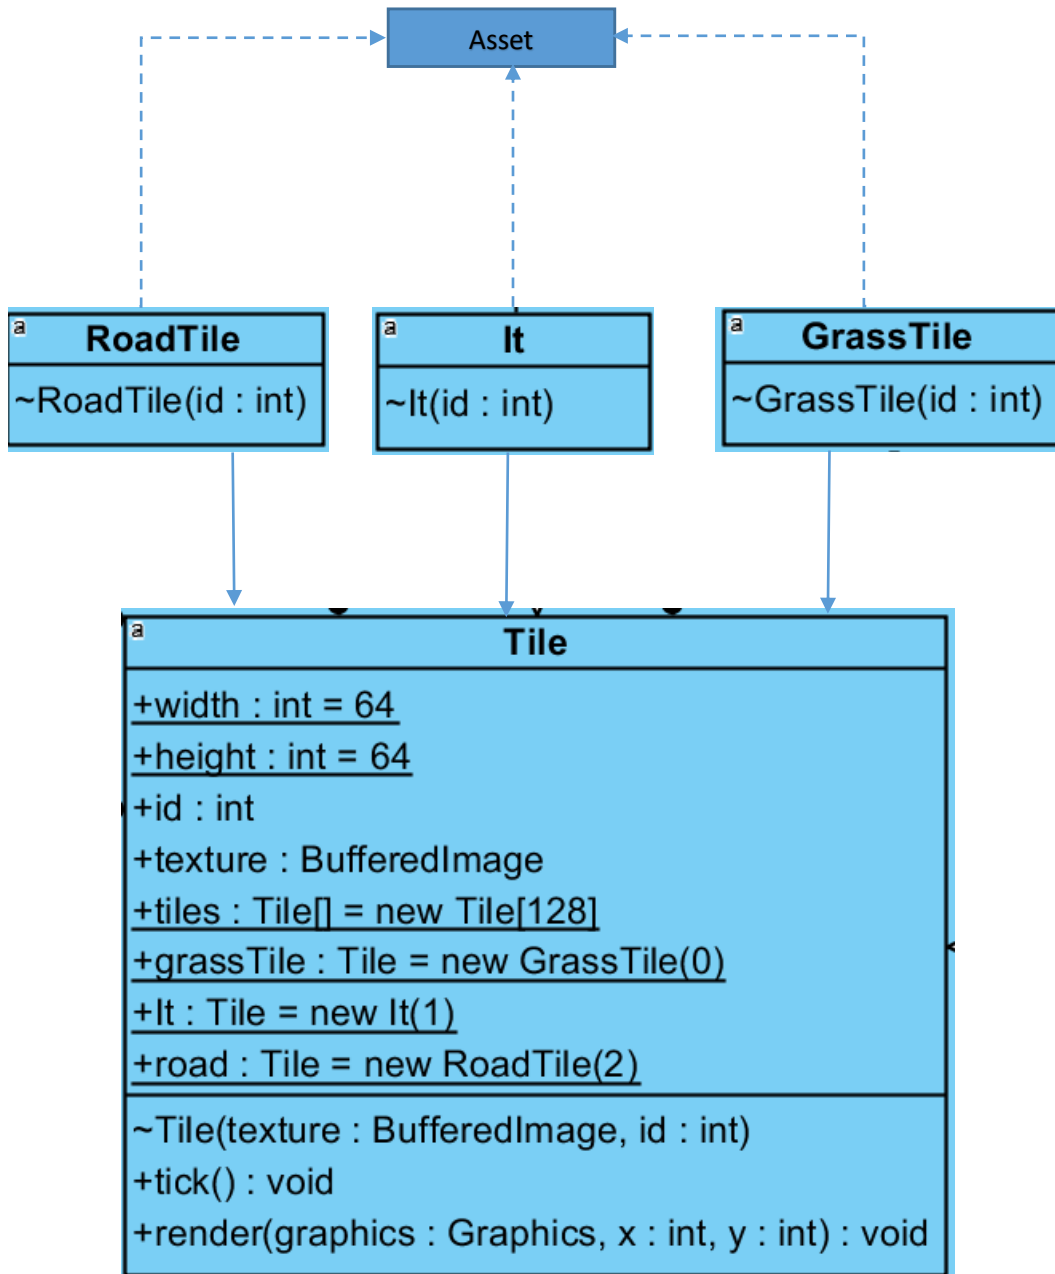 Asset
a
RoadTile
~RoadTile(id : int)
a
It
~It(id : int)
a
GrassTile
~GrassTile(id : int)
a
Tile
+width : int = 64
+height : int = 64
+id : int
+texture : BufferedImage
+tiles : Tile[] = new Tile[128]
+grassTile : Tile = new GrassTile(0)
+It : Tile = new It(1)
+road : Tile = new RoadTile(2)
~Tile(texture : BufferedImage, id : int)
+tick() : void
+render(graphics : Graphics, x : int, y : int) : void